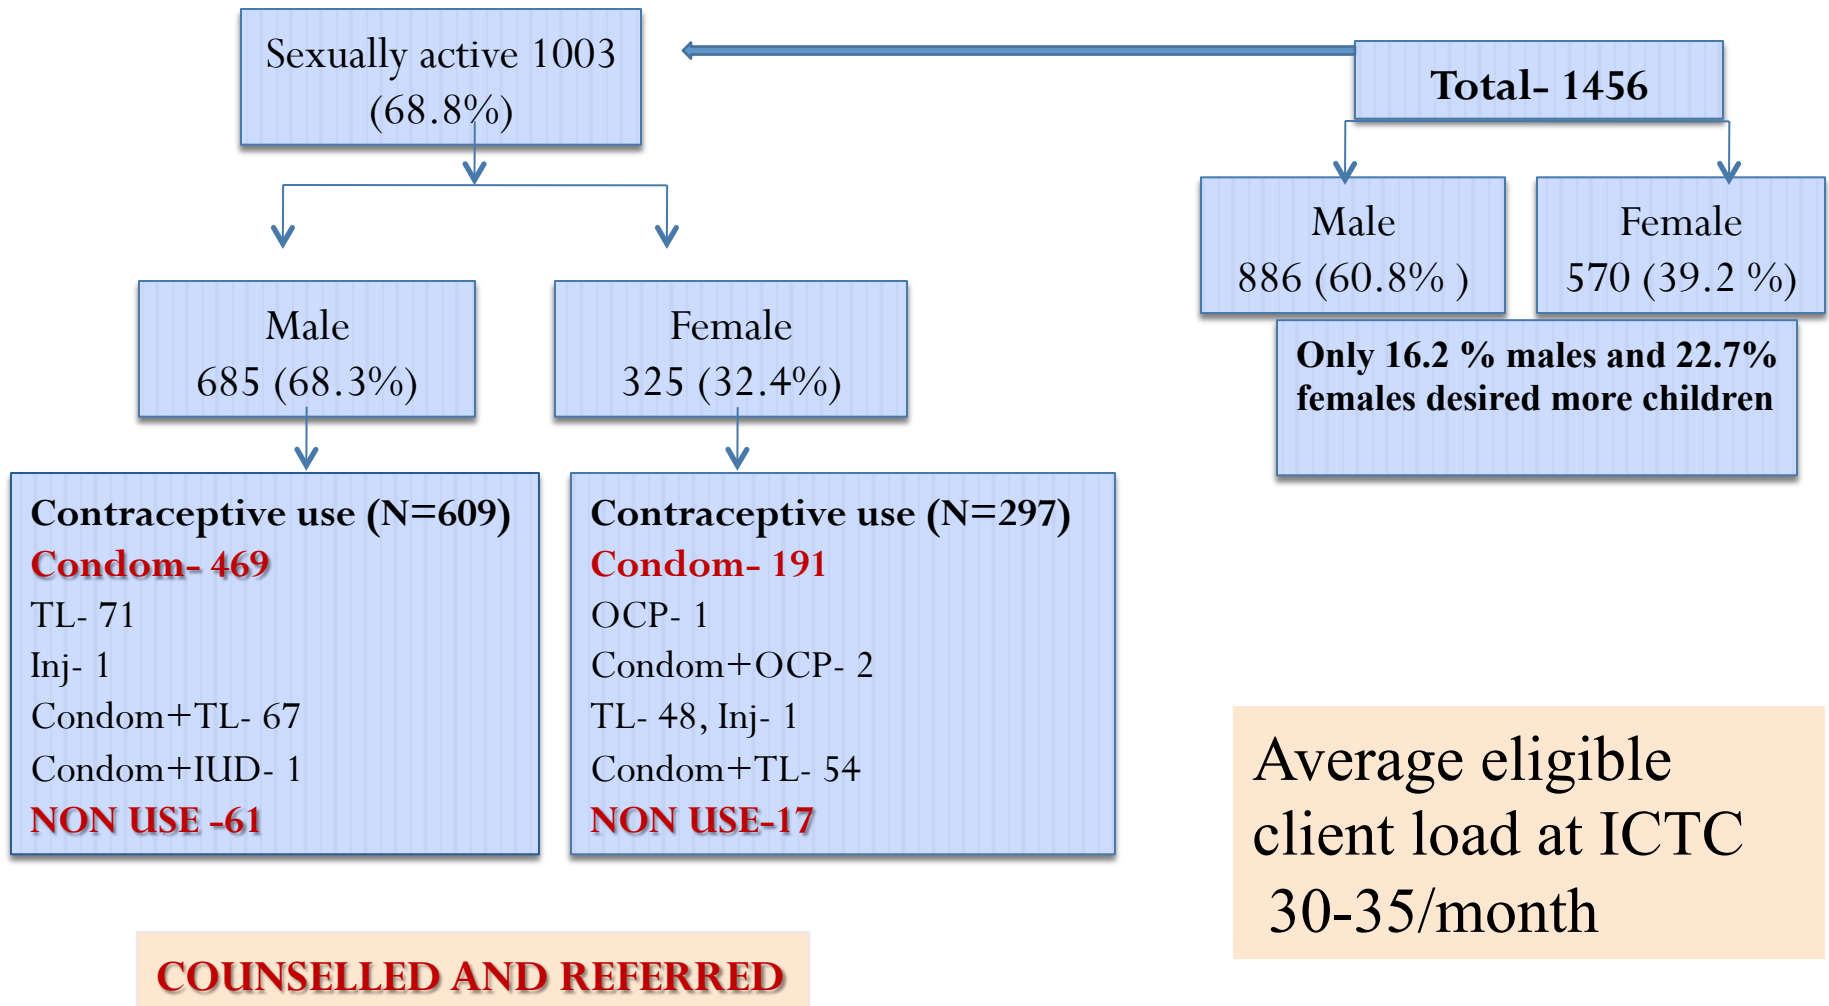 Sexually active 1003
(68.8%)
Total- 1456
Male
886 (60.8% )
Female
570 (39.2 %)
Only 16.2 % males and 22.7%
females desired more children
Male
685 (68.3%)
Female
325 (32.4%)
Contraceptive use (N=609)
Condom- 469
TL- 71
Inj- 1
Condom+TL- 67
Condom+IUD- 1
NON USE -61
Contraceptive use (N=297)
Condom- 191
OCP- 1
Condom+OCP- 2
TL- 48, Inj- 1
Condom+TL- 54
NON USE-17
Average eligible
client load at ICTC
30-35/month
COUNSELLED AND REFERRED